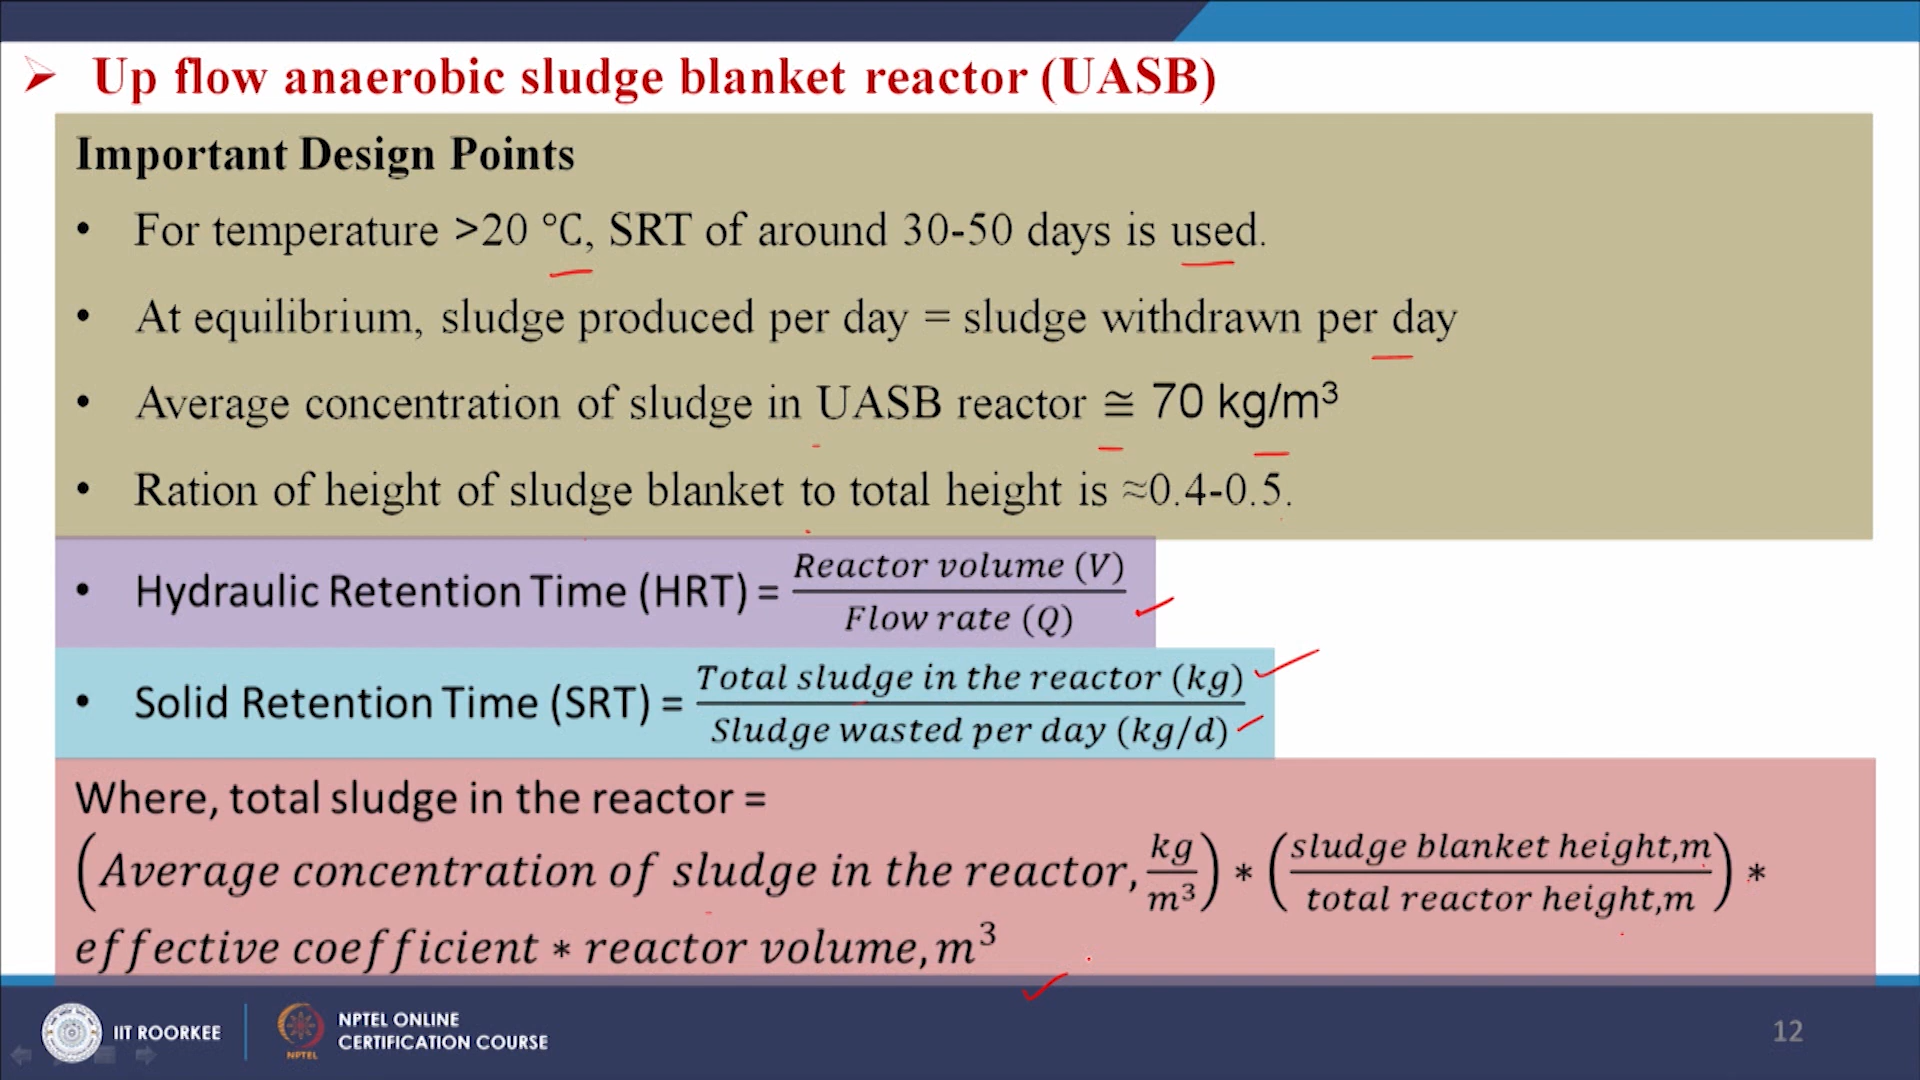 ➢ Up flow anaerobic sludge blanket reactor (UASB)
Important Design Points
• For temperature >20 °C, SRT of around 30-50 days is used.
• At equilibrium, sludge produced per day = sludge withdrawn per day
• Average concentration of sludge in UASB reactor ≅ 70 kg/m³
• Ration of height of sludge blanket to total height is ≈0.4-0.5.
• Hydraulic Retention Time (HRT) = Reactor volume (V) / Flow rate (Q)
• Solid Retention Time (SRT) = Total sludge in the reactor (kg) / Sludge wasted per day (kg/d)
Where, total sludge in the reactor =
(Average concentration of sludge in the reactor, kg/m³) * (sludge blanket height,m / total reactor height,m) *
effective coefficient * reactor volume, m³
IIT ROORKEE
NPTEL
NPTEL ONLINE
CERTIFICATION COURSE
12